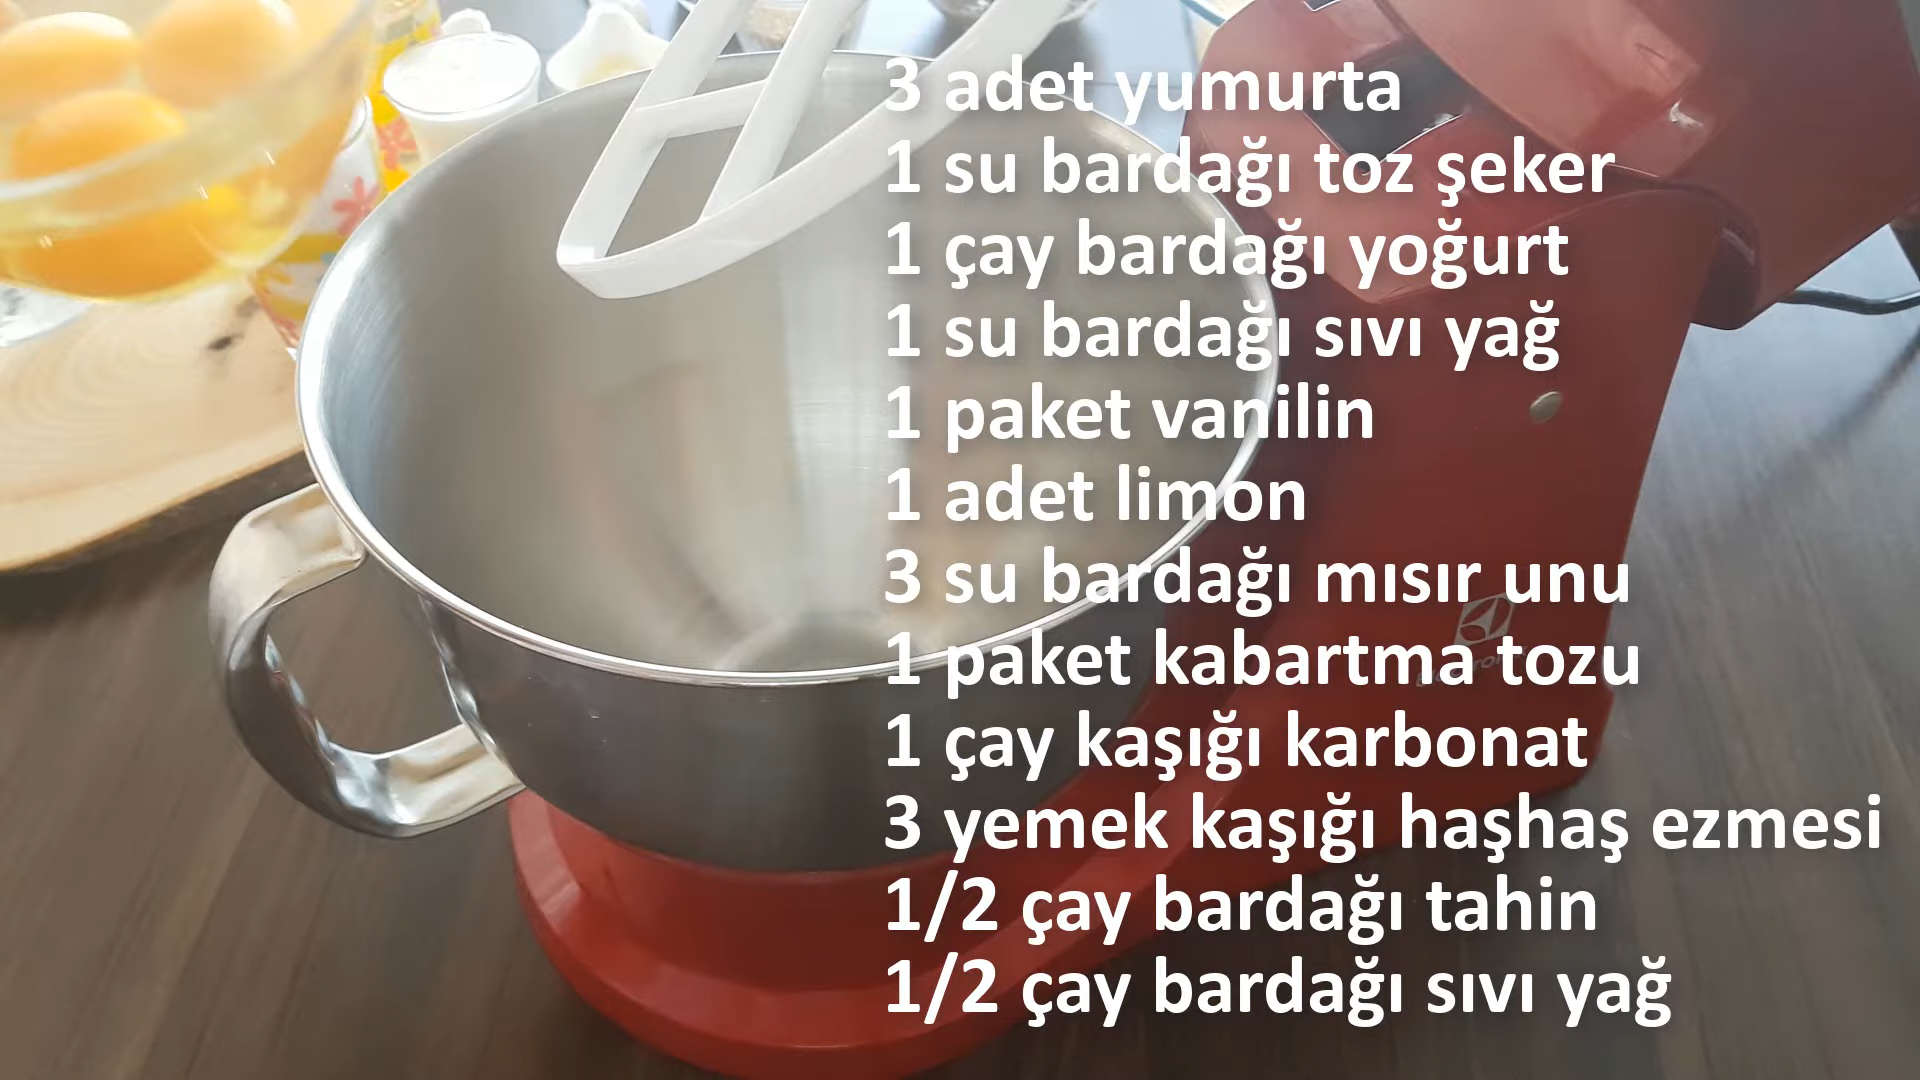 3 adet yumurta
1 su bardağı toz şeker
1 çay bardağı yoğurt
1 su bardağı sıvı yağ
1 paket vanilin
1 adet limon
3 su bardağı mısır unu
1 paket kabartma tozu
1 çay kaşığı karbonat
3 yemek kaşığı haşhaş ezmesi
1/2 çay bardağı tahin
1/2 çay bardağı sıvı yağ